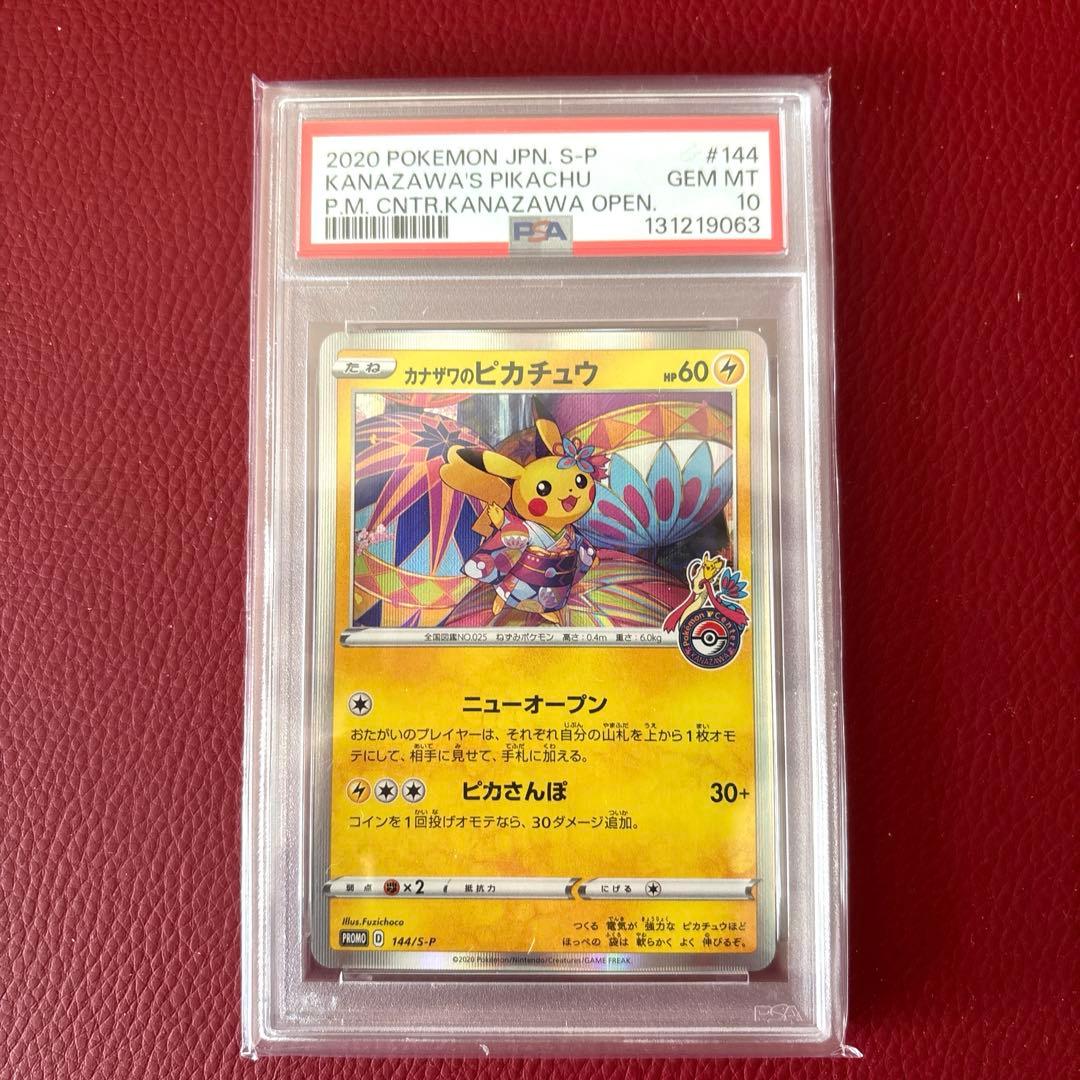 2020 POKEMON JPN. S-P #144
KANAZAWA'S PIKACHU GEM MT
P.M. CNTR.KANAZAWA OPEN. 10
PSA 131219063
たね カナザワのピカチュウ HP60
全国図鑑NO.025 ねずみポケモン 高さ:0.4m 重さ:6.0kg
Pokémon Center
KANAZAWA
ニューオープン
おたがいのプレイヤーは、それぞれ自分の山札を上から1枚オモ
テにして、相手に見せて、手札に加える。
ピカさんぽ 30+
コインを1回投げオモテなら、30ダメージ追加。
弱点 ×2 抵抗力 にげる
Illus.Fuzichoco
つくる 電気が 強力な ピカチュウほど
ほっぺの 袋は 軟らかく よく 伸びるぞ。
PROMO D 144/S-P
©2020 Pokémon/Nintendo/Creatures/GAME FREAK.
PSA